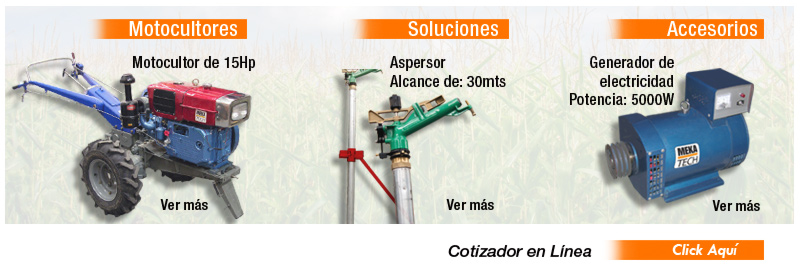 Motocultores
Motocultor de 15Hp
Ver más
Soluciones
Aspersor
Alcance de: 30mts
Ver más
Accesorios
Generador de
electricidad
Potencia: 5000W
MEKA
TECH
Ver más
Cotizador en Línea
Click Aquí